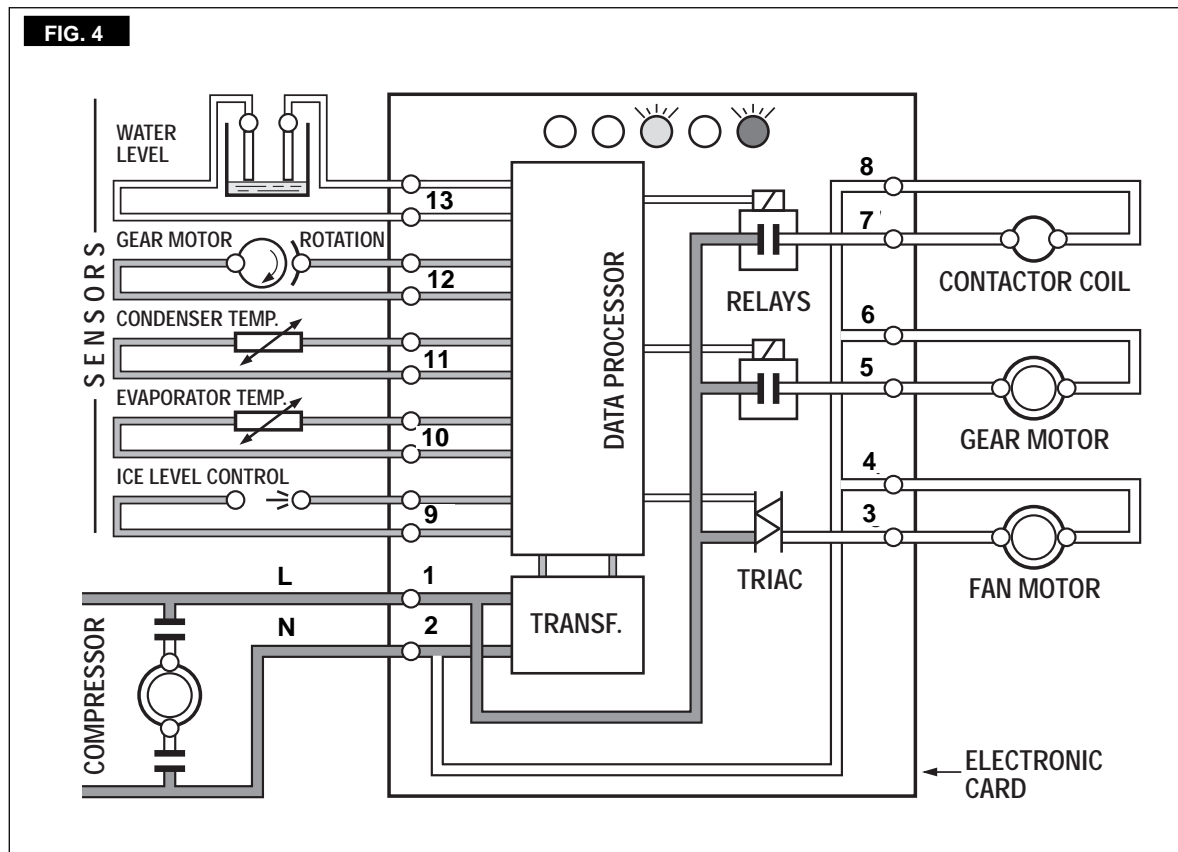 FIG. 4
WATER
LEVEL
13
GEAR MOTOR
ROTATION
12
CONDENSER TEMP.
11
EVAPORATOR TEMP.
10
ICE LEVEL CONTROL
9
SENSORS
L
1
N
2
COMPRESSOR
DATA PROCESSOR
TRANSF.
RELAYS
TRIAC
8
7
CONTACTOR COIL
6
5
GEAR MOTOR
4
3
FAN MOTOR
ELECTRONIC
CARD